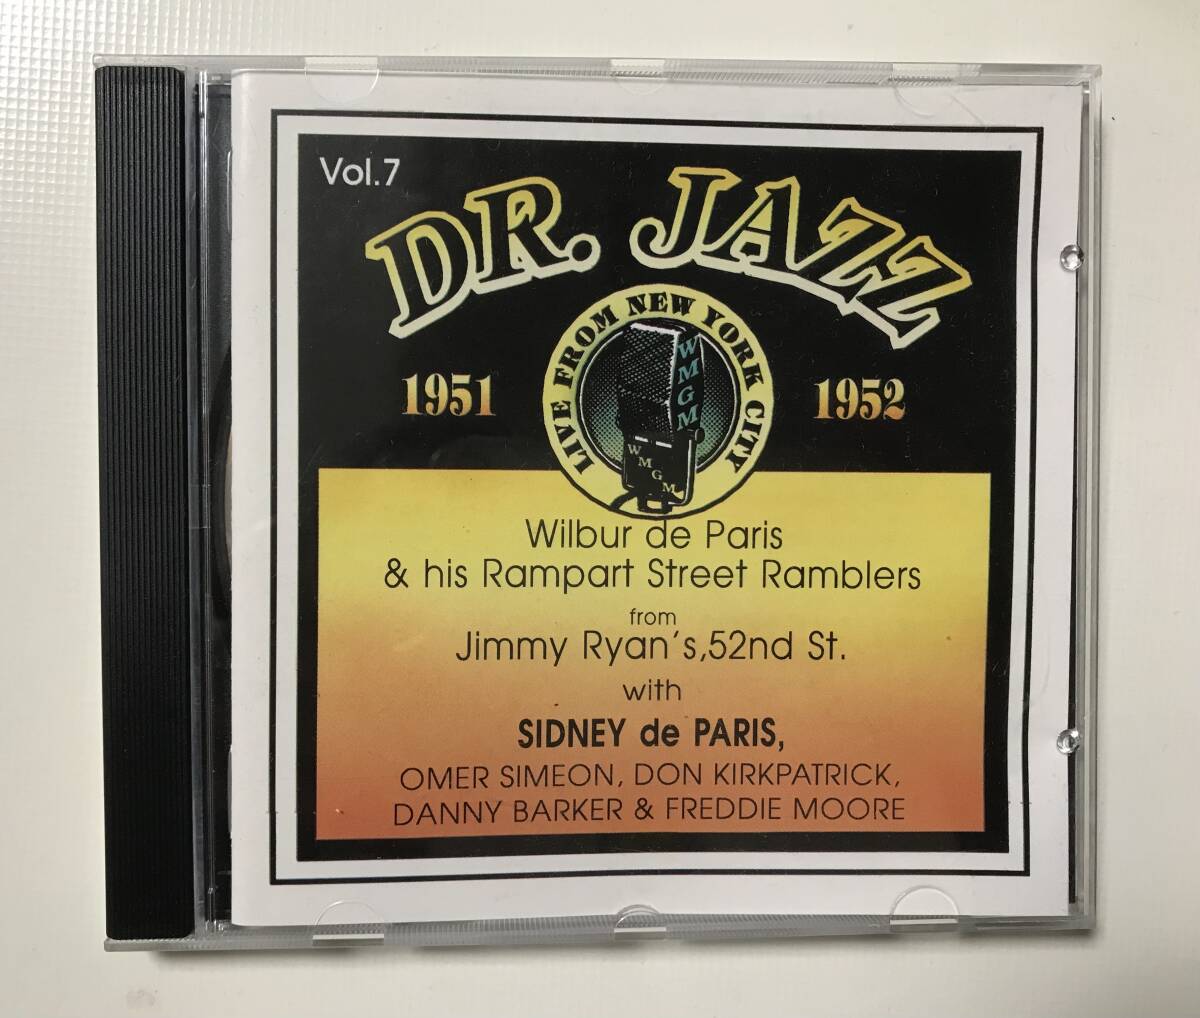 Vol.7
DR. JAZZ
LIVE FROM NEW YORK CITY
WMGM
WMGM
1951
1952
Wilbur de Paris
& his Rampart Street Ramblers
from
Jimmy Ryan's,52nd St.
with
SIDNEY de PARIS,
OMER SIMEON, DON KIRKPATRICK,
DANNY BARKER & FREDDIE MOORE